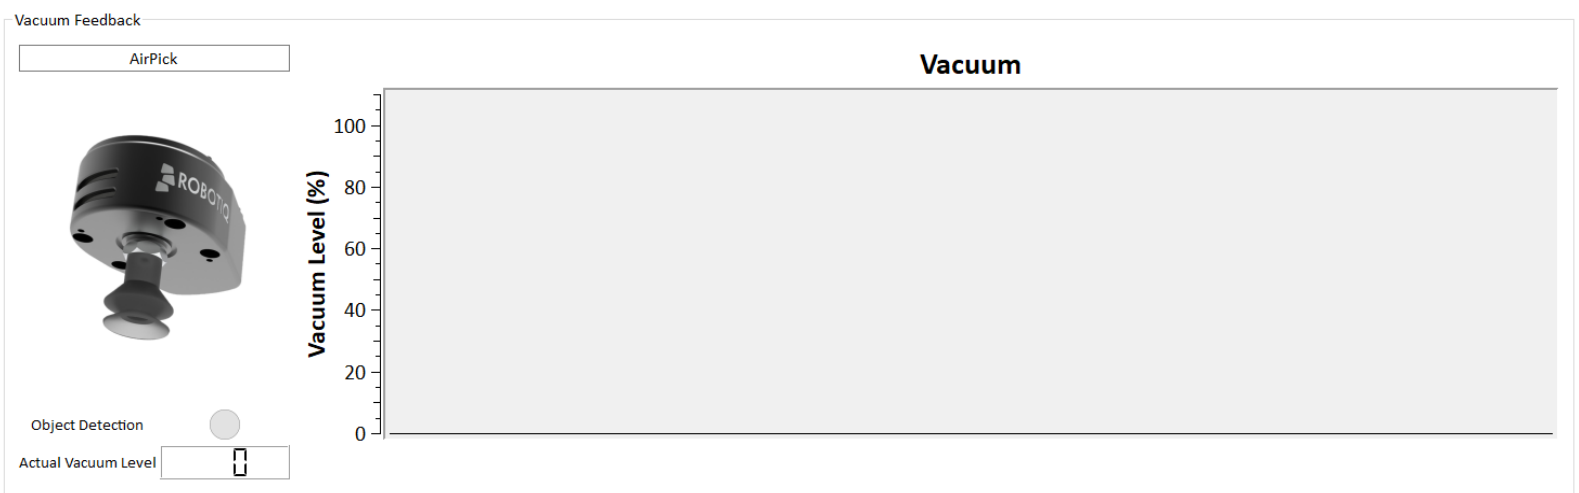 Vacuum Feedback
AirPick
ROBOTIQ
Object Detection
Actual Vacuum Level 0
Vacuum
Vacuum Level (%)
100
80
60
40
20
0